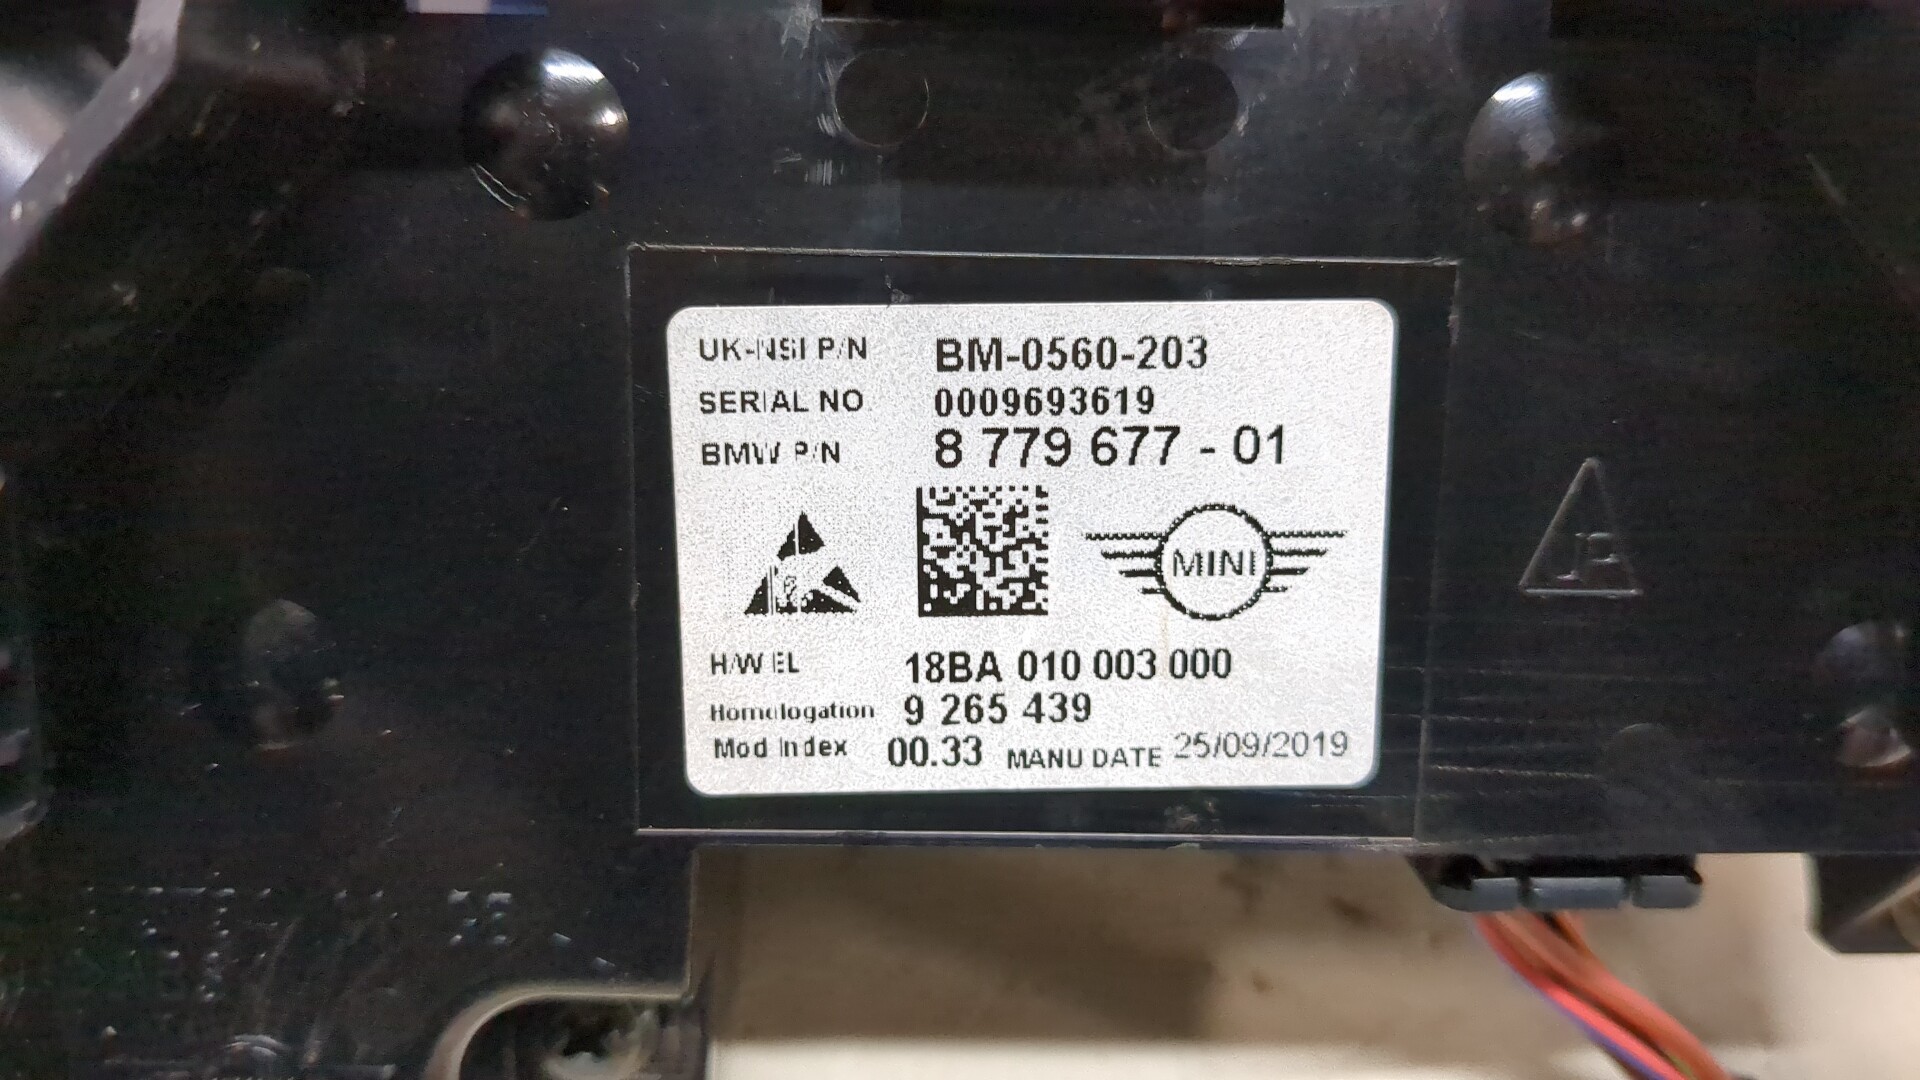 UK-NSI P/N BM-0560-203
SERIAL NO 0009693619
BMW P/N 8 779 677 - 01
MINI
H/W EL 18BA 010 003 000
Homologation 9 265 439
Mod Index 00.33 MANU DATE 25/09/2019